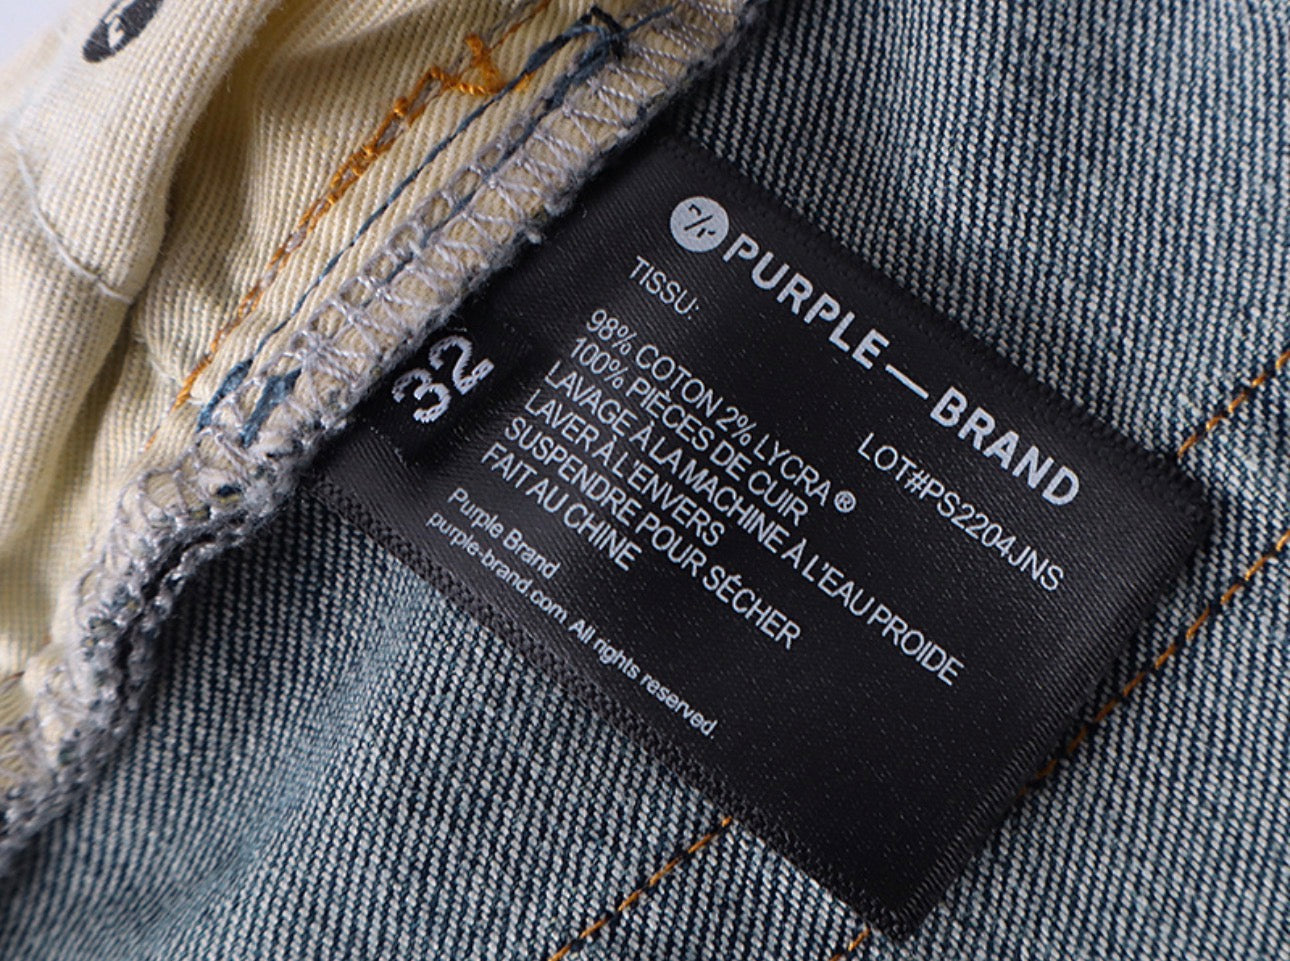 PURPLE — BRAND
TISSU:
LOT#PS2204JNS
98% COTON 2% LYCRA ®
100% PIÈCES DE CUIR
LAVAGE À LA MACHINE À L'EAU PROIDE
LAVER À L'ENVERS
SUSPENDRE POUR SÉCHER
FAIT AU CHINE
Purple Brand
purple-brand.com All rights reserved.
32